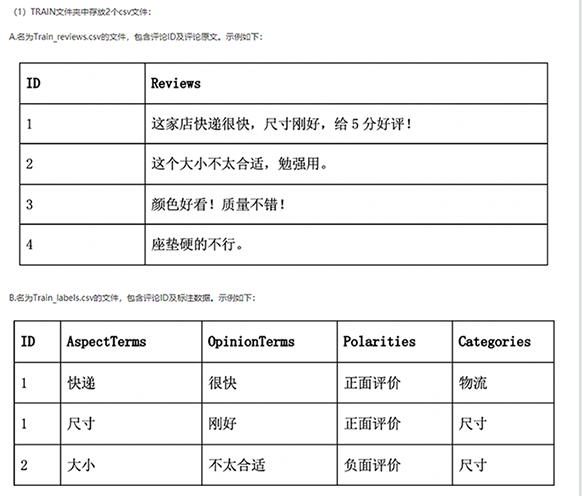 （1）TRAIN文件夹中存放2个csv文件：
A.名为Train_reviews.csv的文件，包含评论ID及评论原文。示例如下：
ID Reviews
1 这家店快递很快，尺寸刚好，给 5 分好评！
2 这个大小不太合适，勉强用。
3 颜色好看！质量不错！
4 座垫硬的不行。
B.名为Train_labels.csv的文件，包含评论ID及标注数据。示例如下：
ID AspectTerms OpinionTerms Polarities Categories
1 快递 很快 正面评价 物流
1 尺寸 刚好 正面评价 尺寸
2 大小 不太合适 负面评价 尺寸